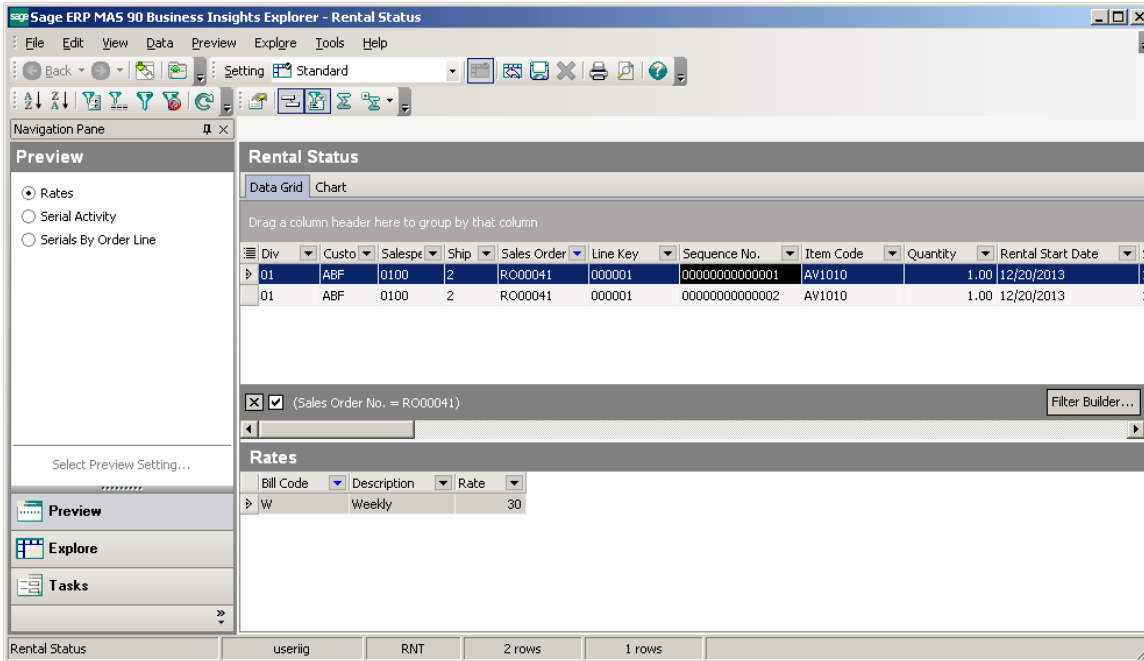 sage Sage ERP MAS 90 Business Insights Explorer - Rental Status
File Edit View Data Preview Explore Tools Help
Back Setting Standard
Navigation Pane
Preview
Rental Status
Rates
Serial Activity
Serials By Order Line
Data Grid Chart
Drag a column header here to group by that column
Div Custo Salespe Ship Sales Order Line Key Sequence No. Item Code Quantity Rental Start Date
01 ABF 0100 2 RO00041 000001 00000000000001 AV1010 1.00 12/20/2013
01 ABF 0100 2 RO00041 000001 00000000000002 AV1010 1.00 12/20/2013
(Sales Order No. = RO00041) Filter Builder...
Select Preview Setting...
Rates
Bill Code Description Rate
W Weekly 30
Preview
Explore
Tasks
Rental Status useriig RNT 2 rows 1 rows